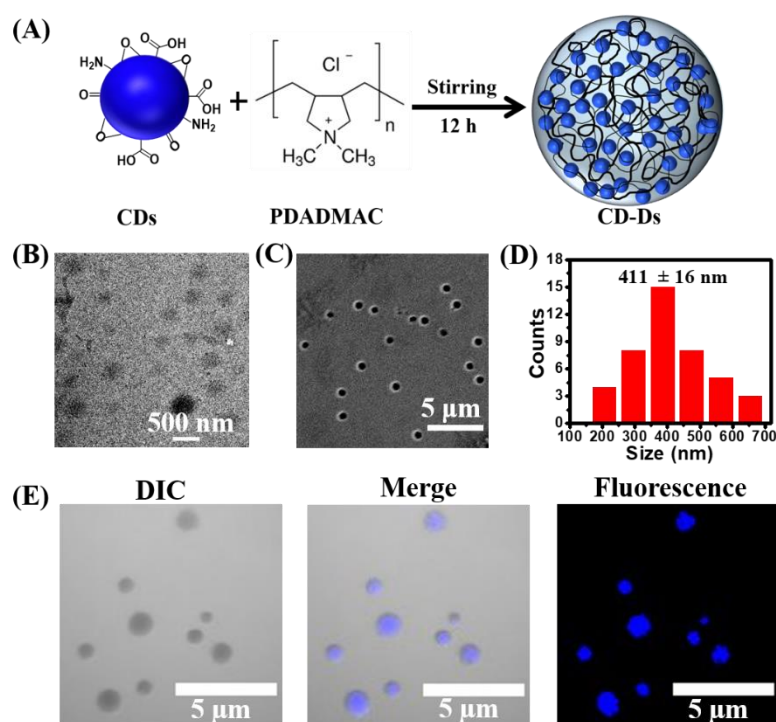 (A)
O
OH
O
H₂N
O
O
O
OH
NH₂
HO
O
O
+
Cl⁻
n
+
N
H₃C
CH₃
Stirring
12 h
CDs
PDADMAC
CD-Ds
(B)
500 nm
(C)
5 μm
(D)
411 ± 16 nm
Counts
18
15
12
9
6
3
0
100 200 300 400 500 600 700
Size (nm)
(E)
DIC
Merge
Fluorescence
5 μm
5 μm
5 μm